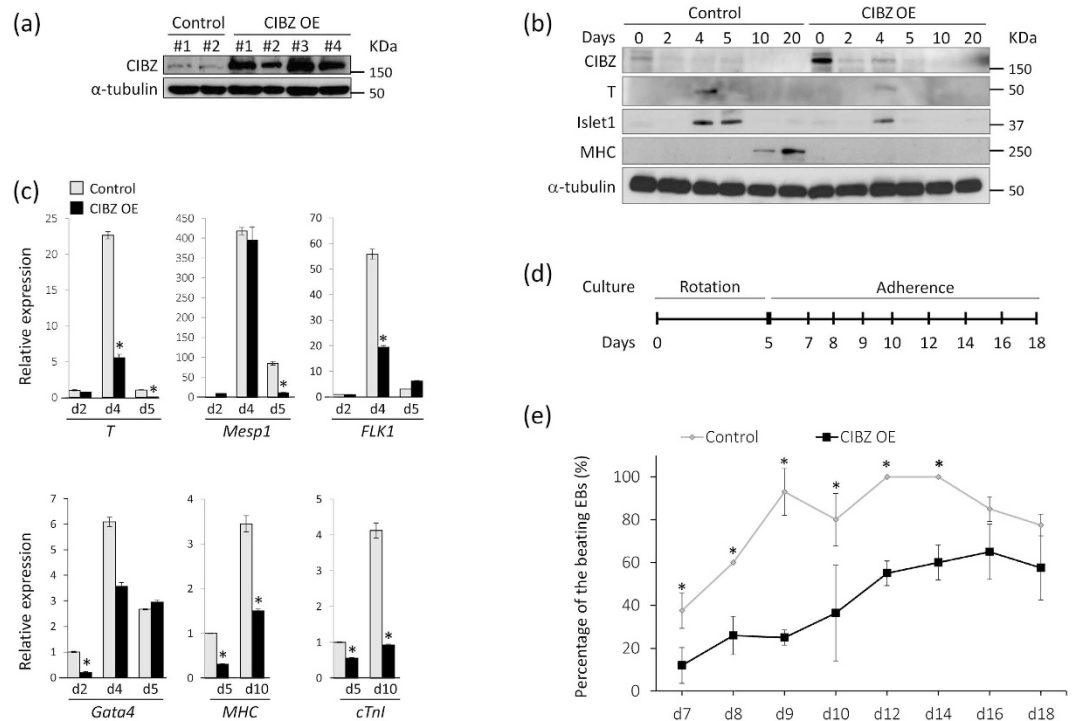 (a)
Control CIBZ OE
#1 #2 #1 #2 #3 #4 KDa
CIBZ 150
α-tubulin 50
(b)
Control CIBZ OE
Days 0 2 4 5 10 20 0 2 4 5 10 20 KDa
CIBZ 150
T 50
Islet1 37
MHC 250
α-tubulin 50
(c)
Control
CIBZ OE
Relative expression
25
20
15
10
5
0
* *
d2 d4 d5
T
450
400
350
300
250
200
150
100
50
0
*
d2 d4 d5
Mesp1
70
60
50
40
30
20
10
0
*
d2 d4 d5
FLK1
Relative expression
7
6
5
4
3
2
1
0
*
d2 d4 d5
Gata4
4
3
2
1
0
* *
d5 d10
MHC
5
4
3
2
1
0
* *
d5 d10
cTnI
(d)
Culture Rotation Adherence
Days 0 5 7 8 9 10 12 14 16 18
(e)
Control CIBZ OE
Percentage of the beating EBs (%)
100
80
60
40
20
0
* * * * * *
d7 d8 d9 d10 d12 d14 d16 d18